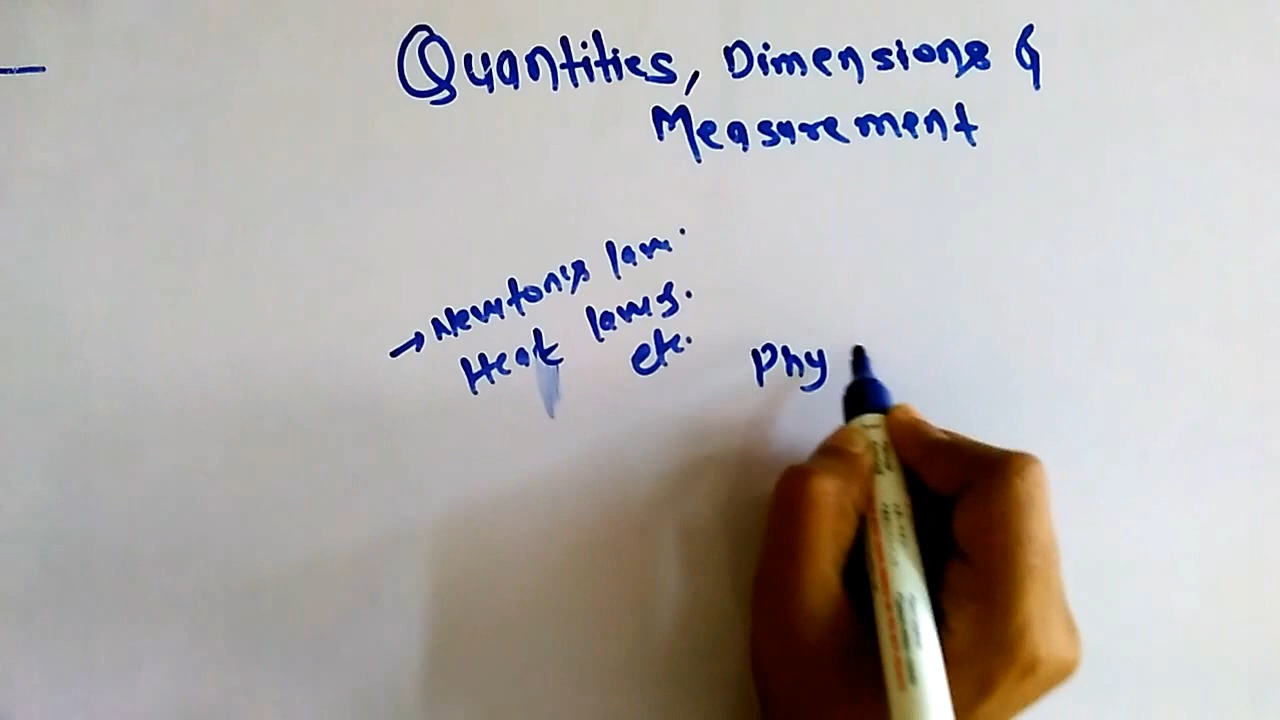 Quantities, Dimensions &
Measurement
→ Newton's law.
Heat laws.
etc.
Phy